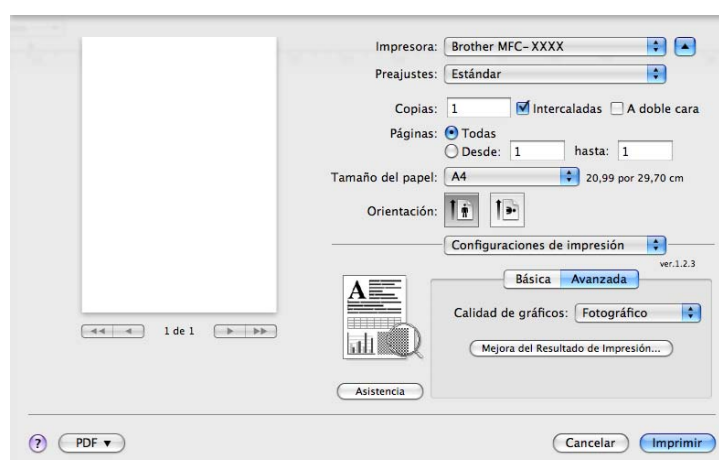 Impresora: Brother MFC-XXXX
Preajustes: Estándar
Copias: 1 Intercaladas A doble cara
Páginas: Todas
Desde: 1 hasta: 1
Tamaño del papel: A4 20,99 por 29,70 cm
Orientación:
Configuraciones de impresión
ver.1.2.3
Básica Avanzada
Calidad de gráficos: Fotográfico
Mejora del Resultado de Impresión...
1 de 1
A
Asistencia
? PDF Cancelar Imprimir